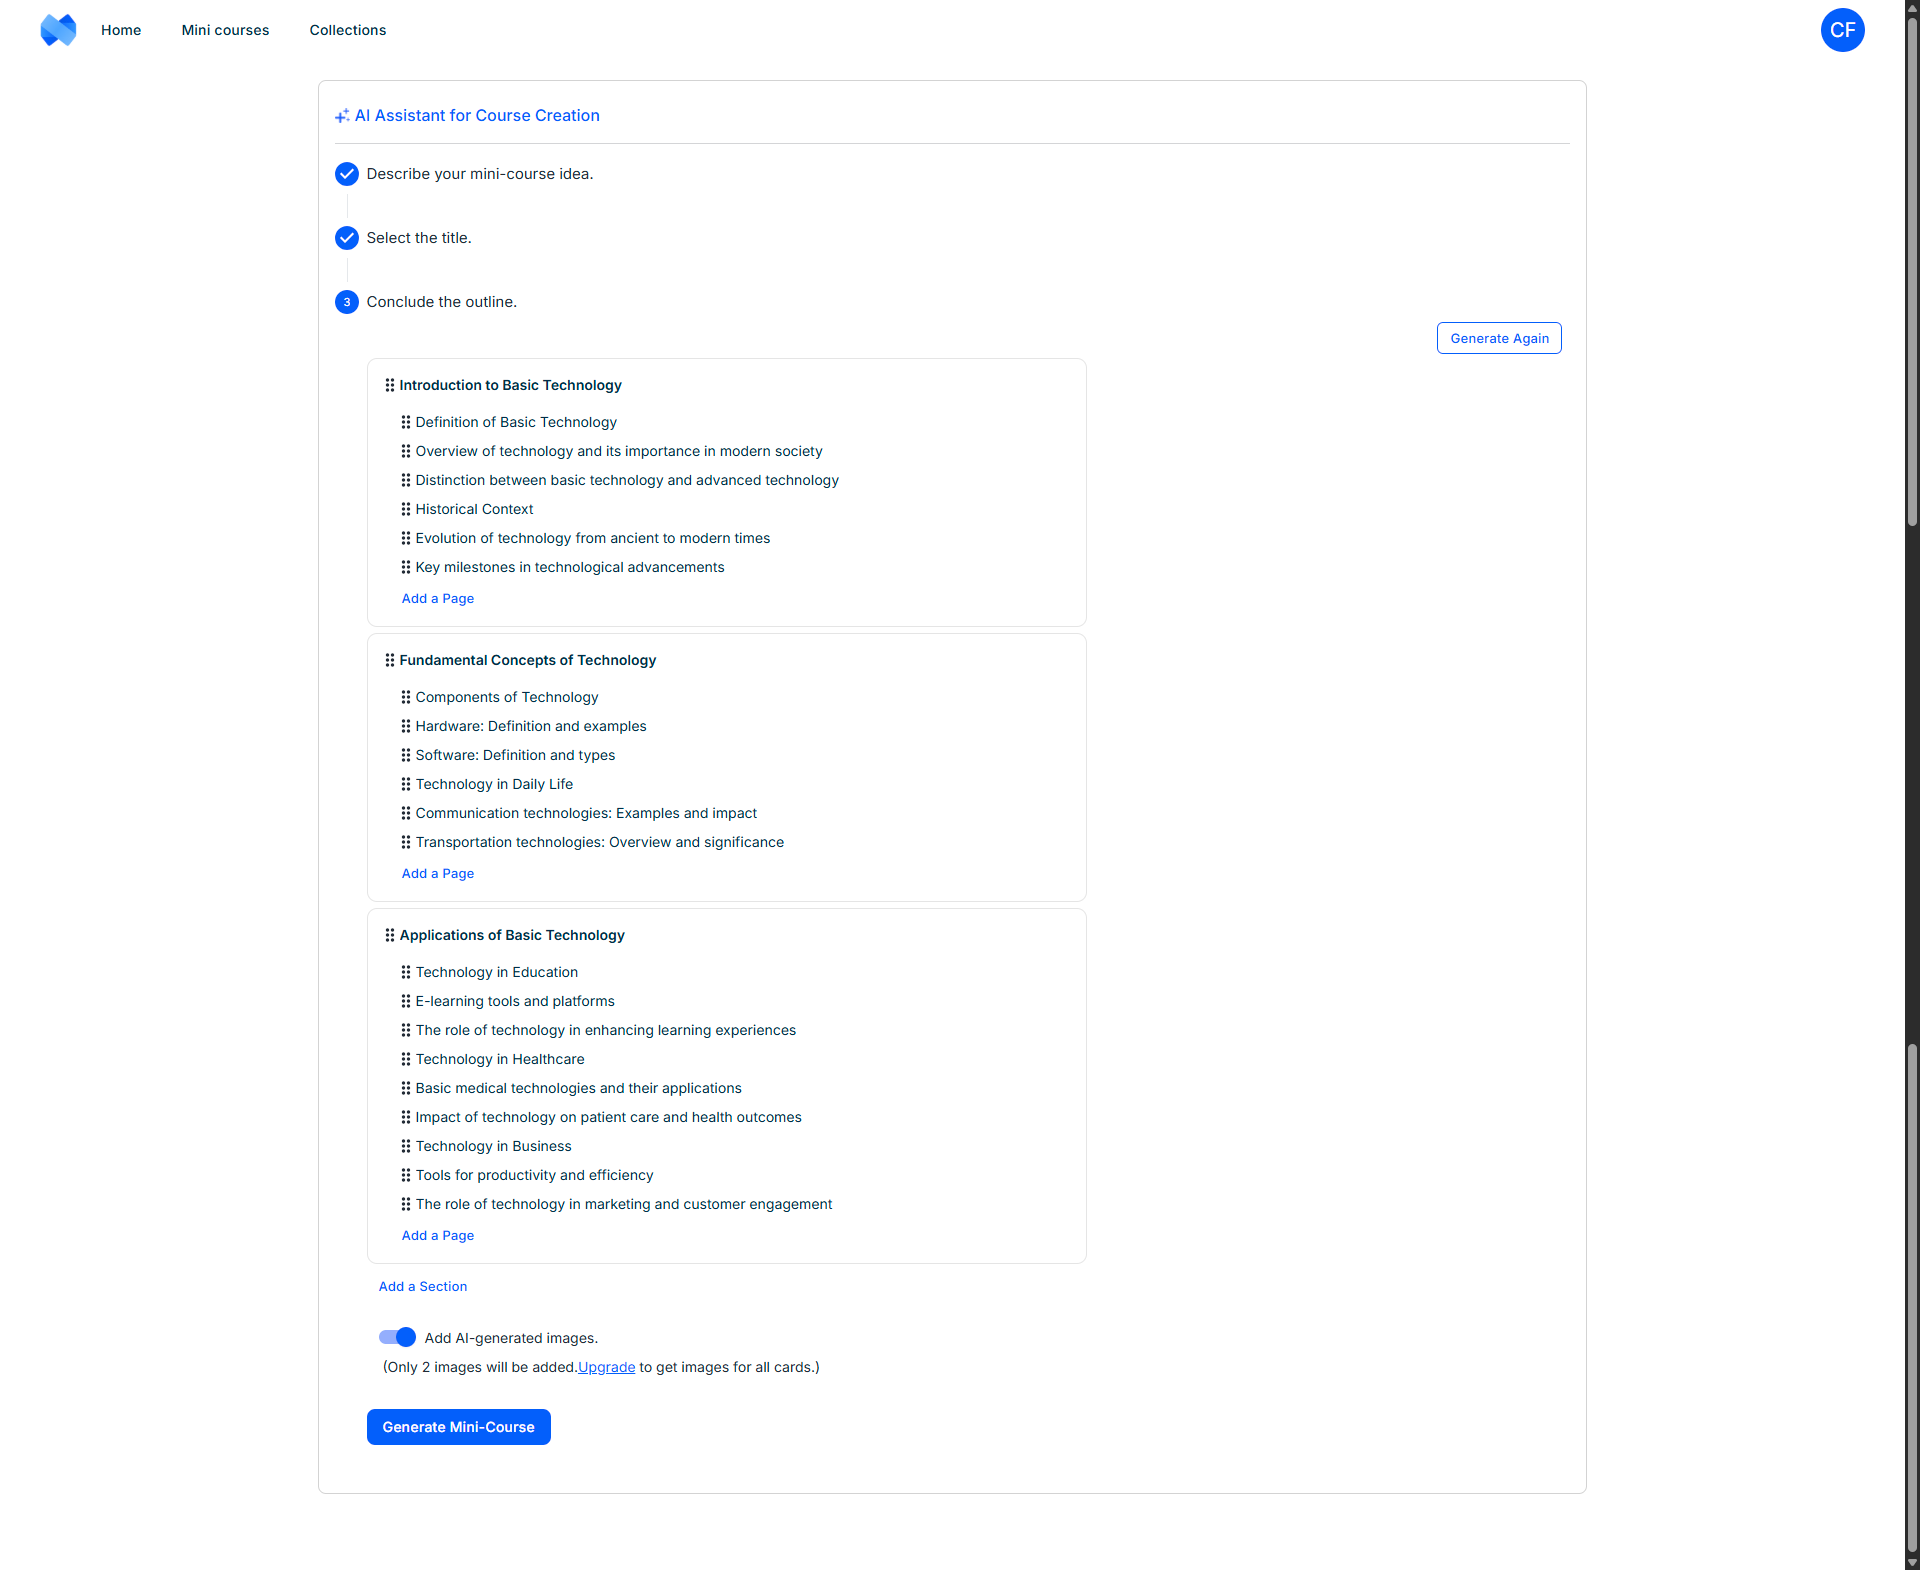 Home Mini courses Collections CF
AI Assistant for Course Creation
Describe your mini-course idea.
Select the title.
3 Conclude the outline.
Generate Again
Introduction to Basic Technology
Definition of Basic Technology
Overview of technology and its importance in modern society
Distinction between basic technology and advanced technology
Historical Context
Evolution of technology from ancient to modern times
Key milestones in technological advancements
Add a Page
Fundamental Concepts of Technology
Components of Technology
Hardware: Definition and examples
Software: Definition and types
Technology in Daily Life
Communication technologies: Examples and impact
Transportation technologies: Overview and significance
Add a Page
Applications of Basic Technology
Technology in Education
E-learning tools and platforms
The role of technology in enhancing learning experiences
Technology in Healthcare
Basic medical technologies and their applications
Impact of technology on patient care and health outcomes
Technology in Business
Tools for productivity and efficiency
The role of technology in marketing and customer engagement
Add a Page
Add a Section
Add AI-generated images.
(Only 2 images will be added.Upgrade to get images for all cards.)
Generate Mini-Course